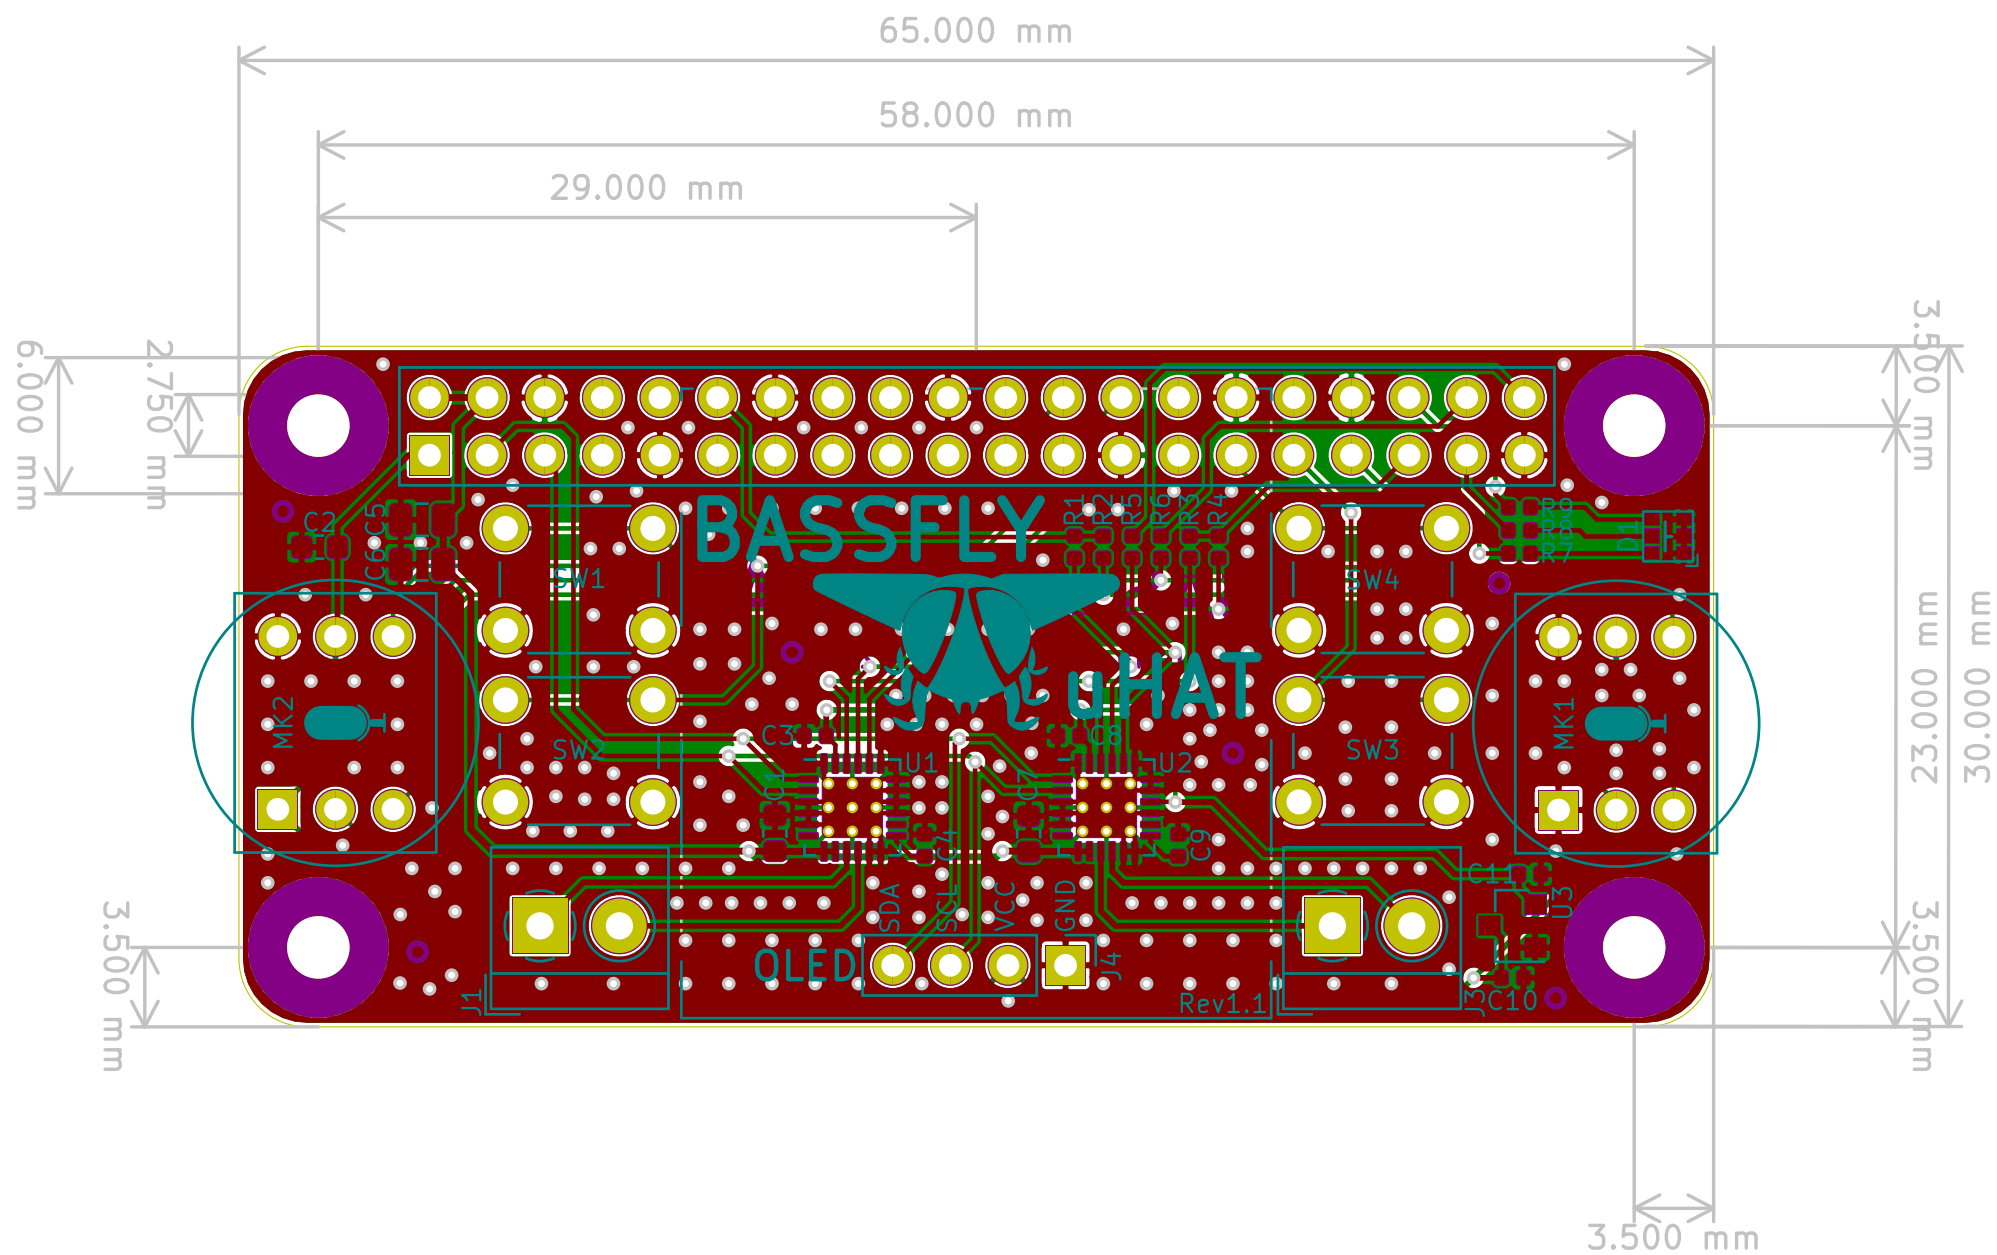 65.000 mm
58.000 mm
29.000 mm
6.000 mm
2.750 mm
3.500 mm
BASSFLY
R1
R2
R5
R6
R3
R4
R9
R8
R7
D1
C2
C5
C6
SW1
SW4
23.000 mm
30.000 mm
uHAT
MK2
MK1
C3
C8
SW2
SW3
U1
U2
C1
C7
C4
C9
C11
U3
SDA
SCL
VCC
GND
3.500 mm
3.500 mm
OLED
J4
J1
Rev1.1
J3
C10
3.500 mm